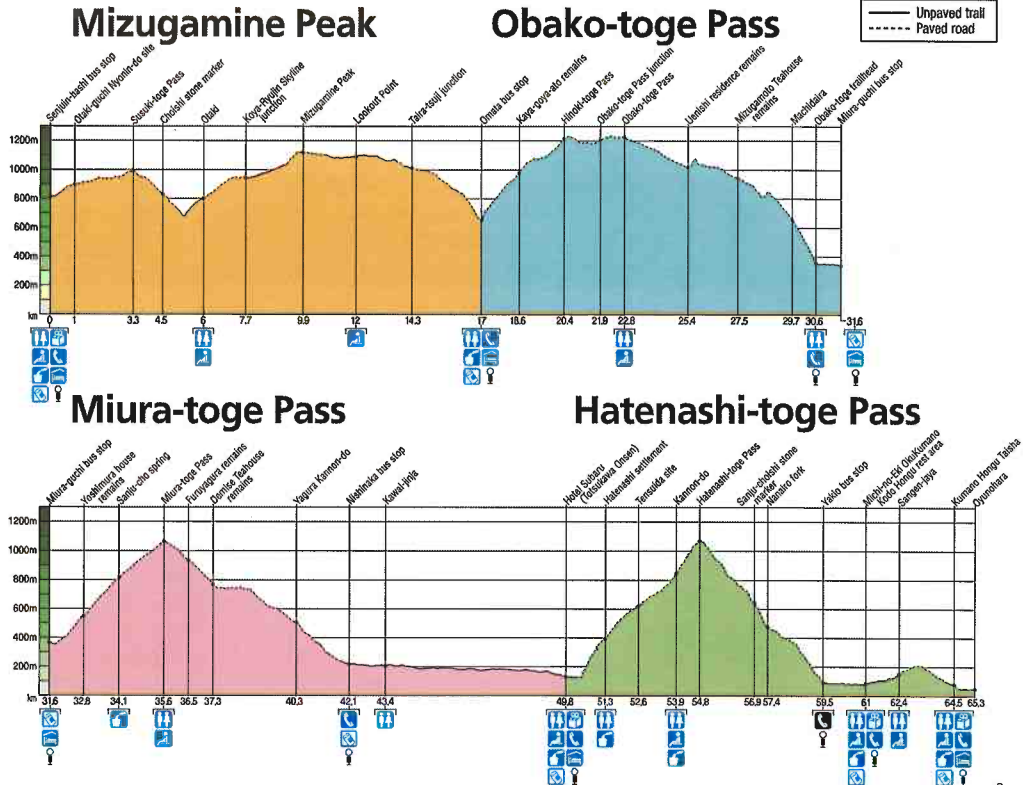 Mizugamine Peak
Obako-toge Pass
Unpaved trail
Paved road
Senjuin-bashi bus stop
Otaki-guchi Nyonin-do site
Susuki-toge Pass
Choishi stone marker
Otaki
Koya-Ryujin Skyline
junction
Mizugamine Peak
Lookout Point
Taira-tsuji junction
Omata bus stop
Kaya-goya-ato remains
Hinoki-toge Pass
Obako-toge Pass junction
Obako-toge Pass
Uenishi residence remains
Mizugamoto Teahouse
remains
Machidaira
Obako-toge trailhead
Miura-guchi bus stop
1200m
1000m
800m
600m
400m
200m
km
0 1 3.3 4.5 6 7.7 9.9 12 14.3 17 18.6 20.4 21.9 22.8 25.4 27.5 29.7 30.6 31.6
Miura-toge Pass
Hatenashi-toge Pass
Miura-guchi bus stop
Yoshimura house
remains
Sanju-cho spring
Miura-toge Pass
Furuyagura remains
Demise Teahouse
remains
Yagura Kannon-do
Nishinaka bus stop
Kawai-jinja
Hotel Subaru
(Totsukawa Onsen)
Hatenashi settlement
Tensuida site
Kannon-do
Hatenashi-toge Pass
Sanju-choishi stone
marker
Nanairo fork
Yakio bus stop
Michi-no-Eki OkuKumano
Kodo Hongu rest area
Sangen-jaya
Kumano Hongu Taisha
Oyunohara
1200m
1000m
800m
600m
400m
200m
km
31.6 32.8 34.1 35.6 36.5 37.3 40.3 42.1 43.4 49.8 51.3 52.6 53.9 54.8 56.9 57.4 59.5 61 62.4 64.5 65.3